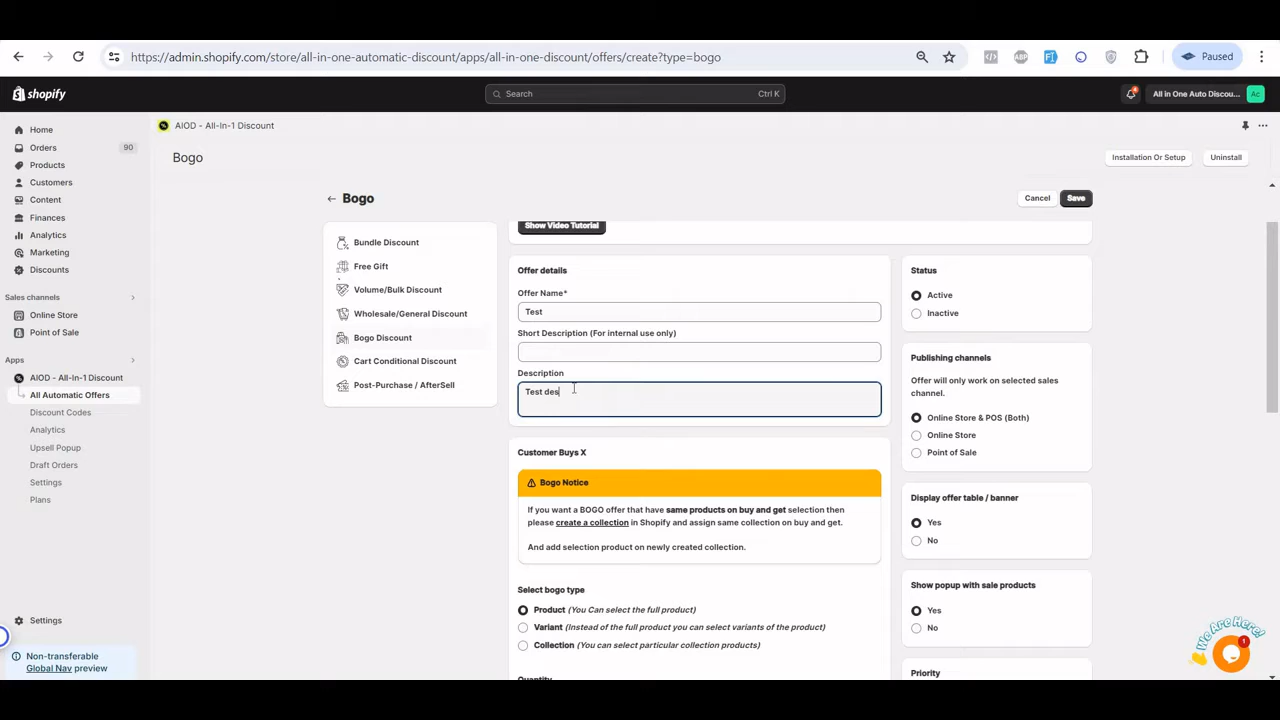 https://admin.shopify.com/store/all-in-one-automatic-discount/apps/all-in-one-discount/offers/create?type=bogo
Paused
shopify
Search
Ctrl K
All in One Auto Discou...
Ac
Home
Orders
90
Products
Customers
Content
Finances
Analytics
Marketing
Discounts
Sales channels
Online Store
Point of Sale
Apps
AIOD - All-In-1 Discount
All Automatic Offers
Discount Codes
Analytics
Upsell Popup
Draft Orders
Settings
Plans
Settings
Non-transferable
Global Nav preview
AIOD - All-In-1 Discount
Bogo
Installation Or Setup
Uninstall
Bogo
Cancel
Save
Bundle Discount
Free Gift
Volume/Bulk Discount
Wholesale/General Discount
Bogo Discount
Cart Conditional Discount
Post-Purchase / AfterSell
Show Video Tutorial
Offer details
Offer Name*
Test
Short Description (For internal use only)
Description
Test des
Customer Buys X
Bogo Notice
If you want a BOGO offer that have same products on buy and get selection then
please create a collection in Shopify and assign same collection on buy and get.
And add selection product on newly created collection.
Select bogo type
Product (You Can select the full product)
Variant (Instead of the full product you can select variants of the product)
Collection (You can select particular collection products)
Quantity
Status
Active
Inactive
Publishing channels
Offer will only work on selected sales
channel.
Online Store & POS (Both)
Online Store
Point of Sale
Display offer table / banner
Yes
No
Show popup with sale products
Yes
No
Priority
We Are Here!
1